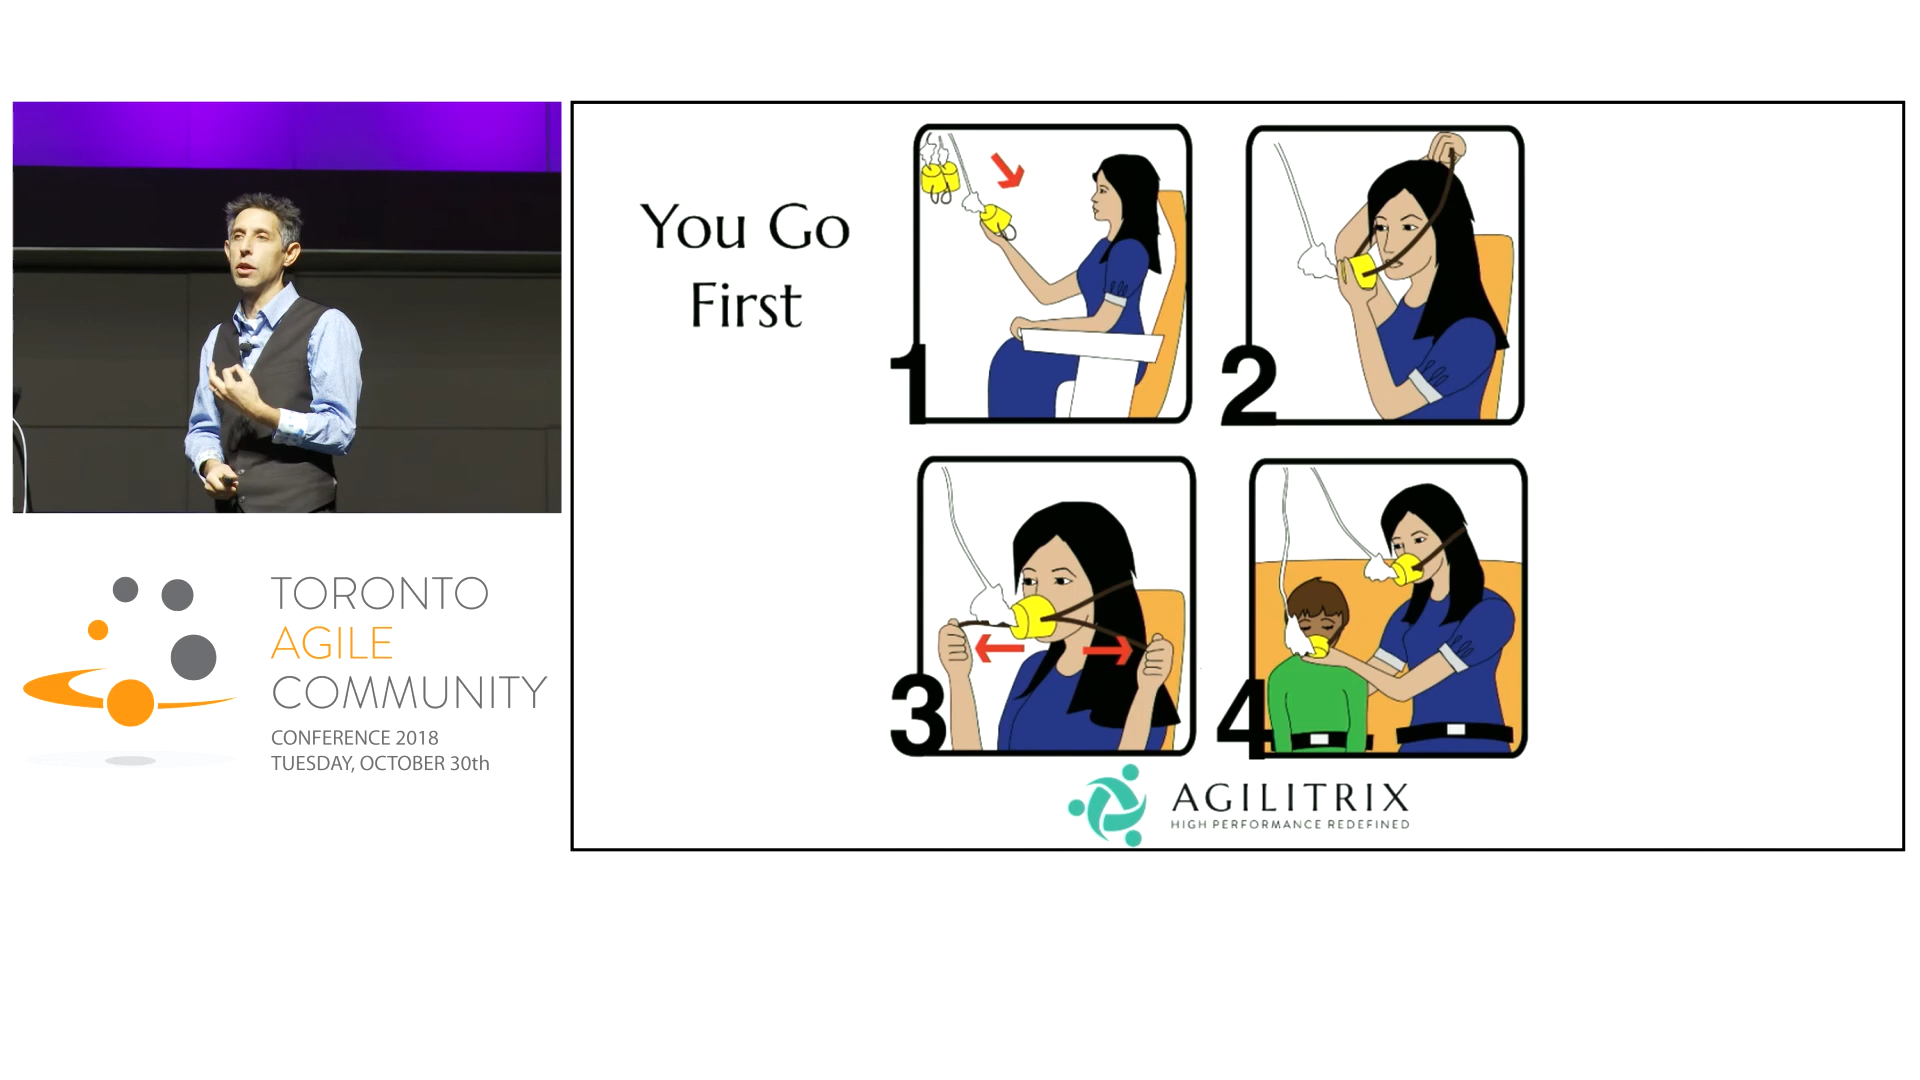 TORONTO
AGILE
COMMUNITY
CONFERENCE 2018
TUESDAY, OCTOBER 30th
You Go
First
1
2
3
4
AGILITRIX
HIGH PERFORMANCE REDEFINED